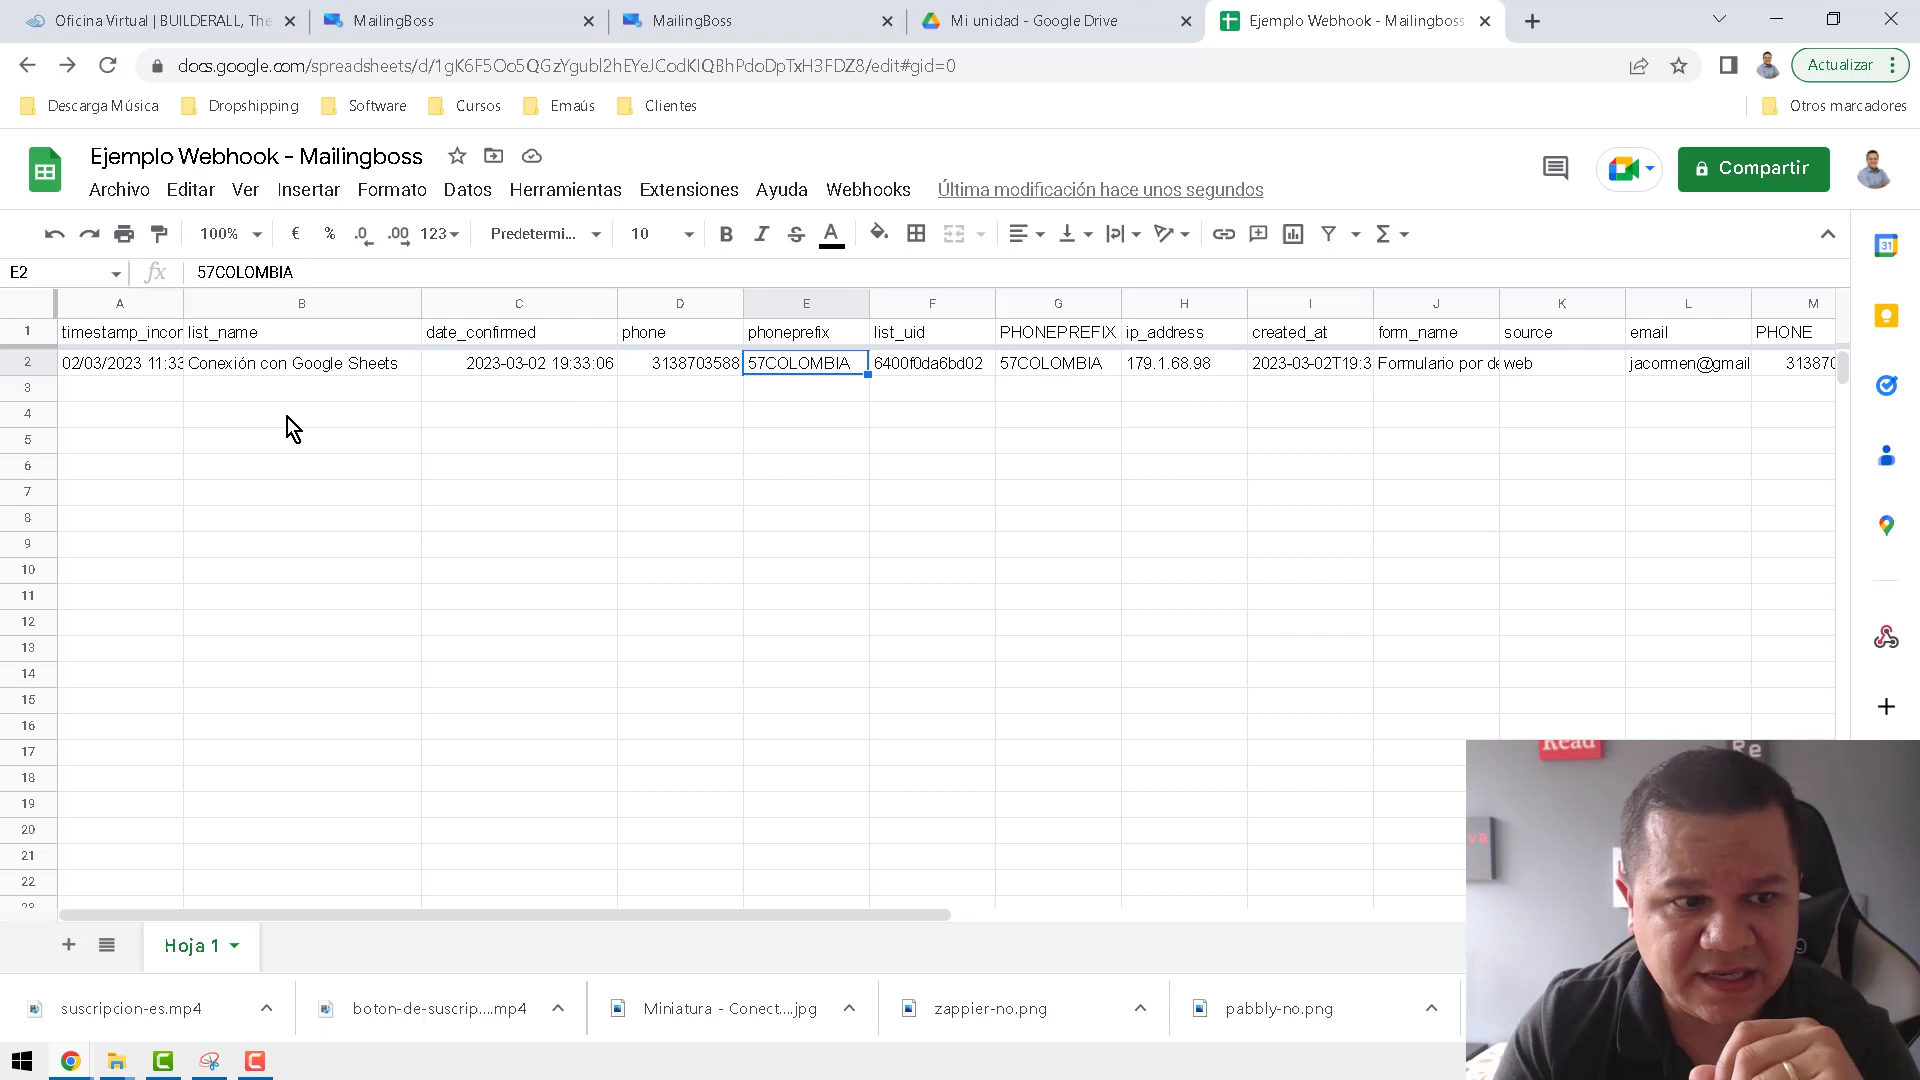 Oficina Virtual | BUILDERALL, The
MailingBoss
MailingBoss
Mi unidad - Google Drive
Ejemplo Webhook - Mailingboss
docs.google.com/spreadsheets/d/1gK6F5Oo5QGzYgubl2hEYeJCodKIQBhPdoDpTxH3FDZ8/edit#gid=0
Actualizar
Descarga Música
Dropshipping
Software
Cursos
Emaús
Clientes
Otros marcadores
Ejemplo Webhook - Mailingboss
Compartir
Archivo Editar Ver Insertar Formato Datos Herramientas Extensiones Ayuda Webhooks Última modificación hace unos segundos
100% € % .0 .00 123 Predetermi... 10 B I S A
31
E2 fx 57COLOMBIA
A B C D E F G H I J K L M
1 timestamp_incor list_name date_confirmed phone phoneprefix list_uid PHONEPREFIX ip_address created_at form_name source email PHONE
2 02/03/2023 11:33 Conexión con Google Sheets 2023-03-02 19:33:06 3138703588 57COLOMBIA 6400f0da6bd02 57COLOMBIA 179.1.68.98 2023-03-02T19:3 Formulario por de web jacormen@gmail 313870
3
4
5
6
7
8
9
10
11
12
13
14
15
16
17
18
19
20
21
22
23
Read
Re
ve
Hoja 1
suscripcion-es.mp4
boton-de-suscrip....mp4
Miniatura - Conect....jpg
zappier-no.png
pabbly-no.png